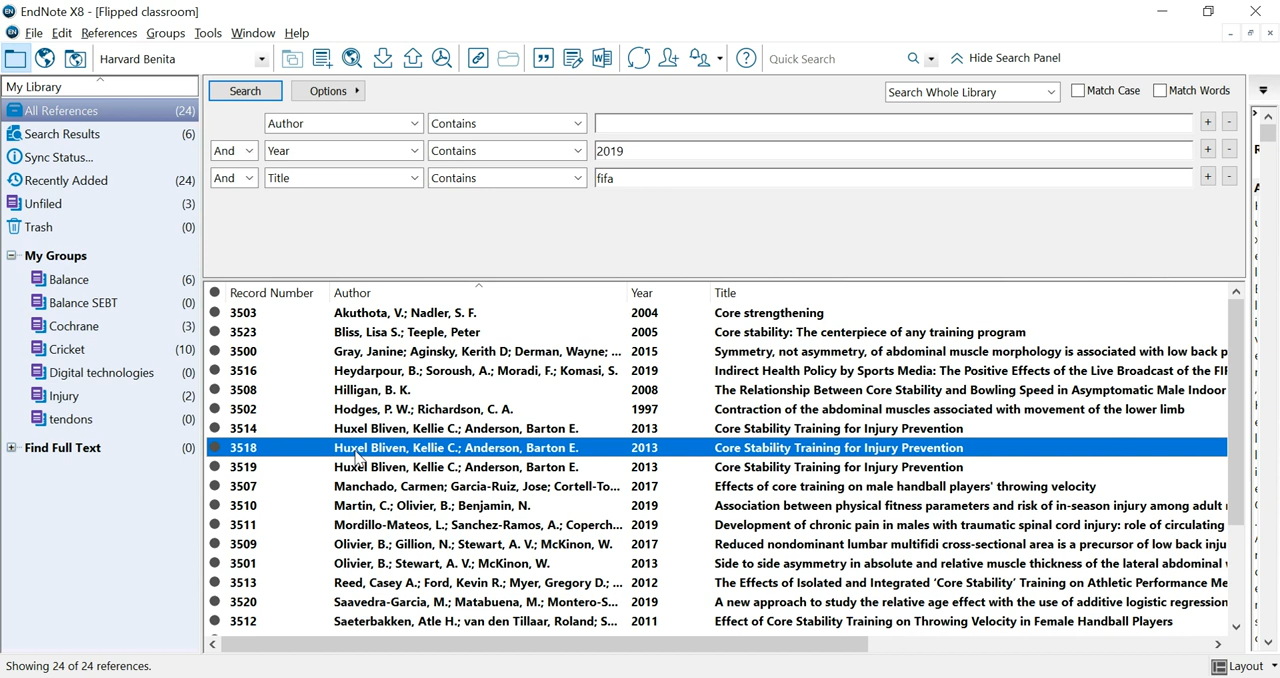 EndNote X8 - [Flipped classroom]
File Edit References Groups Tools Window Help
Harvard Benita Quick Search Hide Search Panel
My Library
All References (24)
Search Results (6)
Sync Status...
Recently Added (24)
Unfiled (3)
Trash (0)
My Groups
Balance (6)
Balance SEBT (0)
Cochrane (3)
Cricket (10)
Digital technologies (0)
Injury (2)
tendons (0)
Find Full Text (0)
Search Options Search Whole Library Match Case Match Words
Author Contains
And Year Contains 2019
And Title Contains fifa
Record Number Author Year Title
3503 Akuthota, V.; Nadler, S. F. 2004 Core strengthening
3523 Bliss, Lisa S.; Teeple, Peter 2005 Core stability: The centerpiece of any training program
3500 Gray, Janine; Aginsky, Kerith D; Derman, Wayne; ... 2015 Symmetry, not asymmetry, of abdominal muscle morphology is associated with low back p
3516 Heydarpour, B.; Soroush, A.; Moradi, F.; Komasi, S. 2019 Indirect Health Policy by Sports Media: The Positive Effects of the Live Broadcast of the FI
3508 Hilligan, B. K. 2008 The Relationship Between Core Stability and Bowling Speed in Asymptomatic Male Indoor
3502 Hodges, P. W.; Richardson, C. A. 1997 Contraction of the abdominal muscles associated with movement of the lower limb
3514 Huxel Bliven, Kellie C.; Anderson, Barton E. 2013 Core Stability Training for Injury Prevention
3518 Huxel Bliven, Kellie C.; Anderson, Barton E. 2013 Core Stability Training for Injury Prevention
3519 Huxel Bliven, Kellie C.; Anderson, Barton E. 2013 Core Stability Training for Injury Prevention
3507 Manchado, Carmen; Garcia-Ruiz, Jose; Cortell-To... 2017 Effects of core training on male handball players' throwing velocity
3510 Martin, C.; Olivier, B.; Benjamin, N. 2019 Association between physical fitness parameters and risk of in-season injury among adult
3511 Mordillo-Mateos, L.; Sanchez-Ramos, A.; Coperch... 2019 Development of chronic pain in males with traumatic spinal cord injury: role of circulating
3509 Olivier, B.; Gillion, N.; Stewart, A. V.; McKinon, W. 2017 Reduced nondominant lumbar multifidi cross-sectional area is a precursor of low back inju
3501 Olivier, B.; Stewart, A. V.; McKinon, W. 2013 Side to side asymmetry in absolute and relative muscle thickness of the lateral abdominal
3513 Reed, Casey A.; Ford, Kevin R.; Myer, Gregory D.; ... 2012 The Effects of Isolated and Integrated 'Core Stability' Training on Athletic Performance Me
3520 Saavedra-Garcia, M.; Matabuena, M.; Montero-S... 2019 A new approach to study the relative age effect with the use of additive logistic regression
3512 Saeterbakken, Atle H.; van den Tillaar, Roland; S... 2011 Effect of Core Stability Training on Throwing Velocity in Female Handball Players
Showing 24 of 24 references. Layout